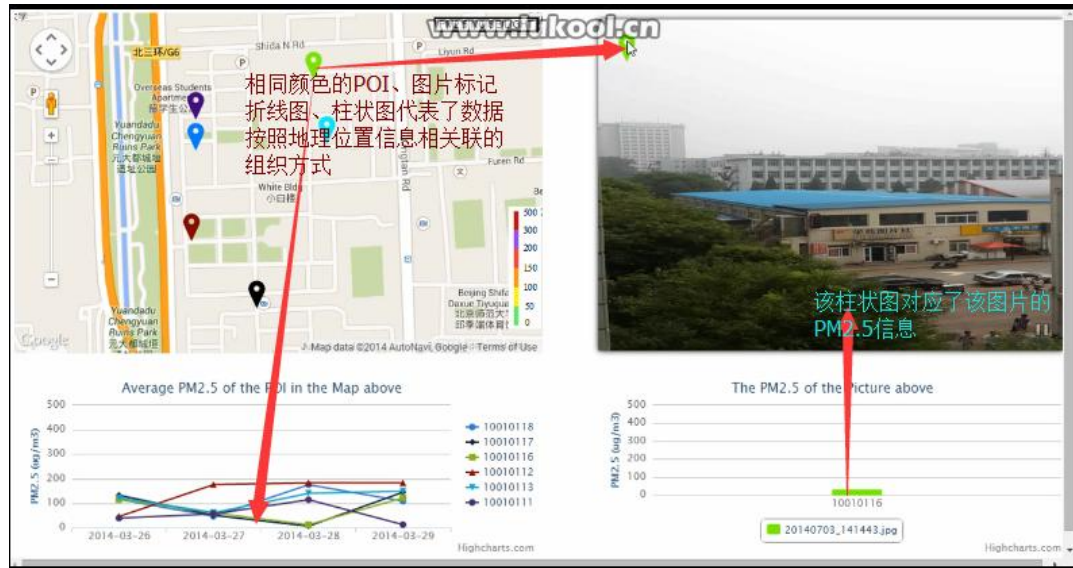 www.lukool.cn
北三环/G6
Shida N Rd
Liyun Rd
P
P
P
Overseas Students
留学生公
Yuandadu
Chengyuan
Ruins Park
元大都城垣
遗址公园
相同颜色的POI、图片标记
折线图、柱状图代表了数据
按照地理位置信息相关联的
组织方式
Furen Rd
White Bldg
小白楼
500
300
200
150
100
50
0
Beijing Shifa
Daxue Tiyuguan
北京师范大
邱季端体育馆
Yuandadu
Chengyuan
Ruins Park
元大都城垣
Google
Map data ©2014 AutoNavi, Google
Terms of Use
该柱状图对应了该图片的
PM2.5信息
Average PM2.5 of the POI in the Map above
PM2.5 (ug/m3)
500
400
300
200
100
0
2014-03-26
2014-03-27
2014-03-28
2014-03-29
10010118
10010117
10010116
10010112
10010113
10010111
Highcharts.com
The PM2.5 of the Picture above
PM2.5 (ug/m3)
500
400
300
200
100
0
10010116
20140703_141443.jpg
Highcharts.com